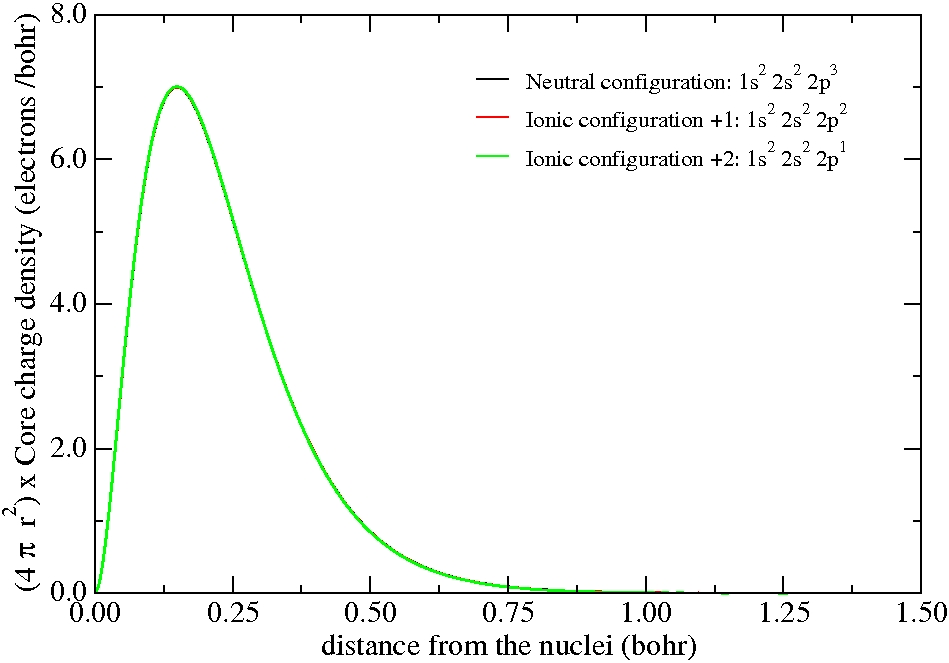 8.0
6.0
4.0
2.0
0.0
(4 π r²) x Core charge density (electrons /bohr)
Neutral configuration: 1s² 2s² 2p³
Ionic configuration +1: 1s² 2s² 2p²
Ionic configuration +2: 1s² 2s² 2p¹
0.00 0.25 0.50 0.75 1.00 1.25 1.50
distance from the nuclei (bohr)